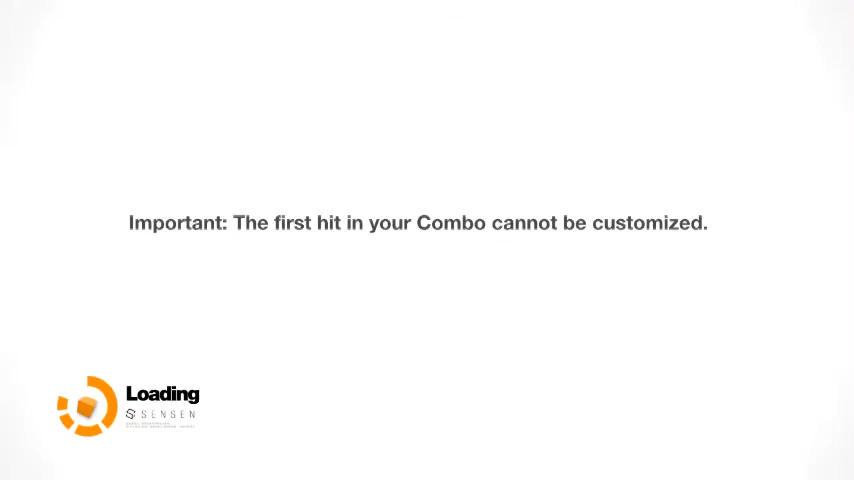 Important: The first hit in your Combo cannot be customized.
Loading
SENSEN